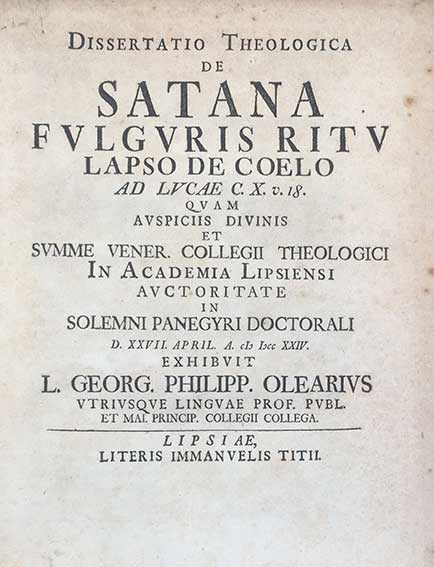 DISSERTATIO THEOLOGICA
DE
SATANA
FVLGVRIS RITV
LAPSO DE COELO
AD LVCAE C. X. v. 18.
QVAM
AVSPICIIS DIVINIS
ET
SVMME VENER. COLLEGII THEOLOGICI
IN ACADEMIA LIPSIENSI
AVCTORITATE
IN
SOLEMNI PANEGYRI DOCTORALI
D. XXVII. APRIL. A. cIɔ Iɔcc XXIV.
EXHIBVIT
L. GEORG. PHILIPP. OLEARIVS
VTRIVSQVE LINGVAE PROF. PVBL.
ET MAI. PRINCIP. COLLEGII COLLEGA.
LIPSIAE,
LITERIS IMMANVELIS TITII.